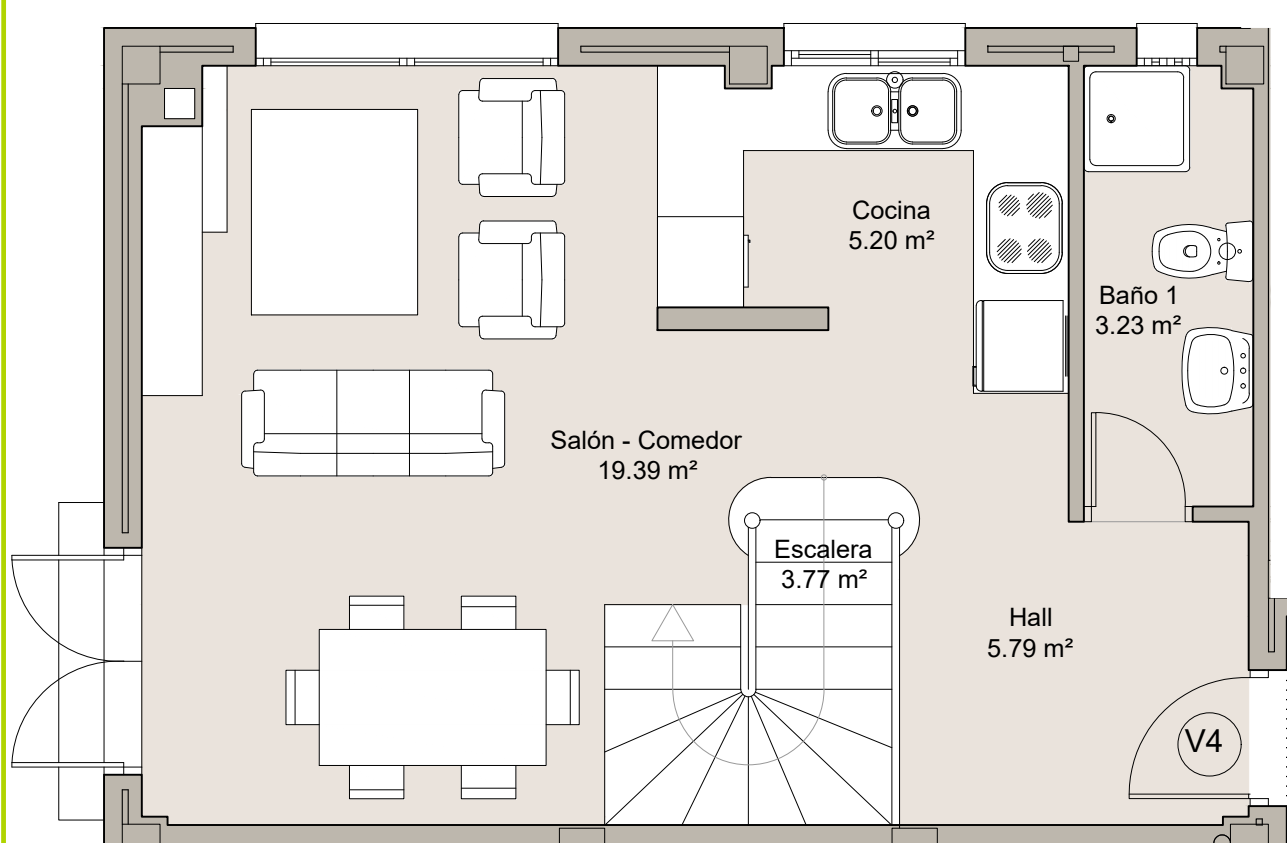 Cocina
5.20 m²
Baño 1
3.23 m²
Salón - Comedor
19.39 m²
Escalera
3.77 m²
Hall
5.79 m²
V4